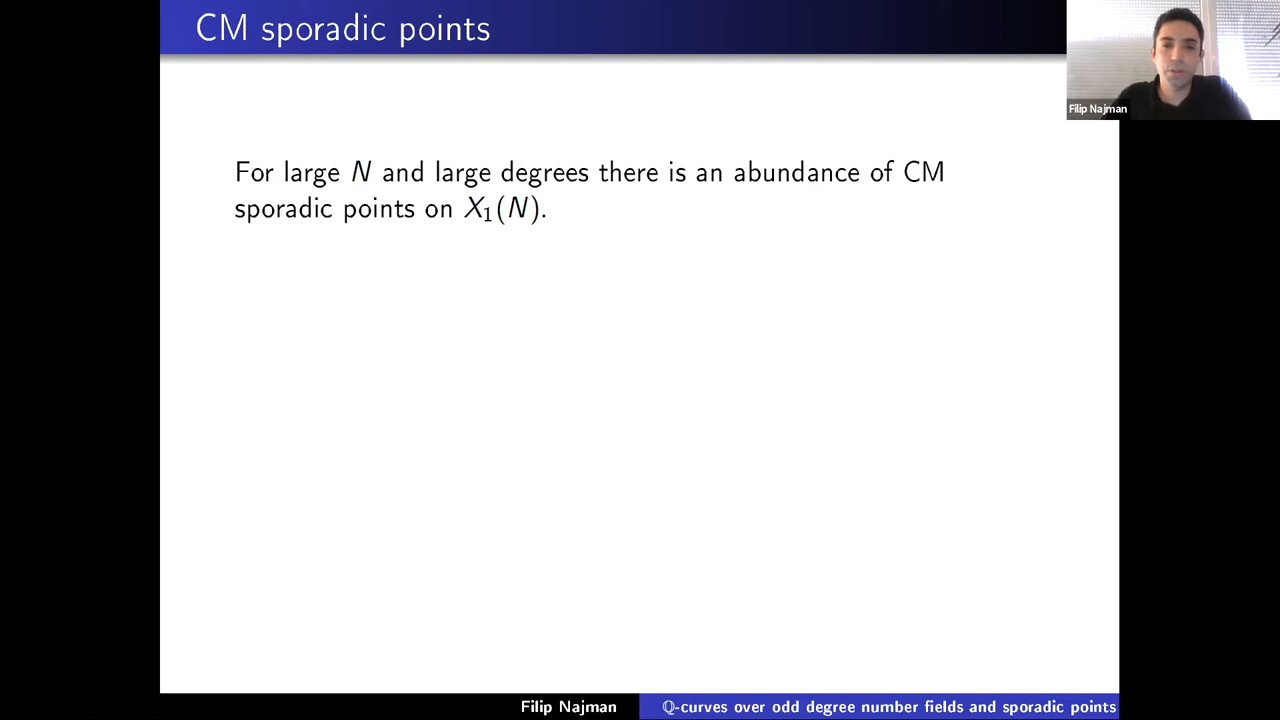 CM sporadic points
Filip Najman
For large N and large degrees there is an abundance of CM
sporadic points on X₁(N).
Filip Najman
ℚ-curves over odd degree number fields and sporadic points